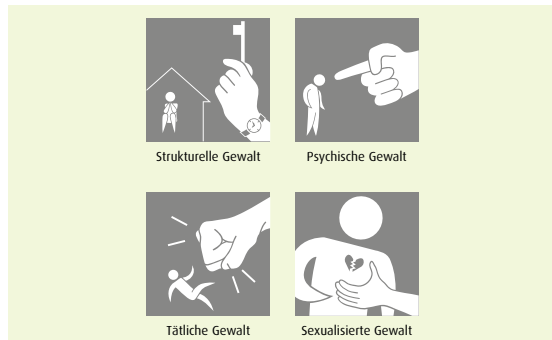 Strukturelle Gewalt
Psychische Gewalt
Tätliche Gewalt
Sexualisierte Gewalt